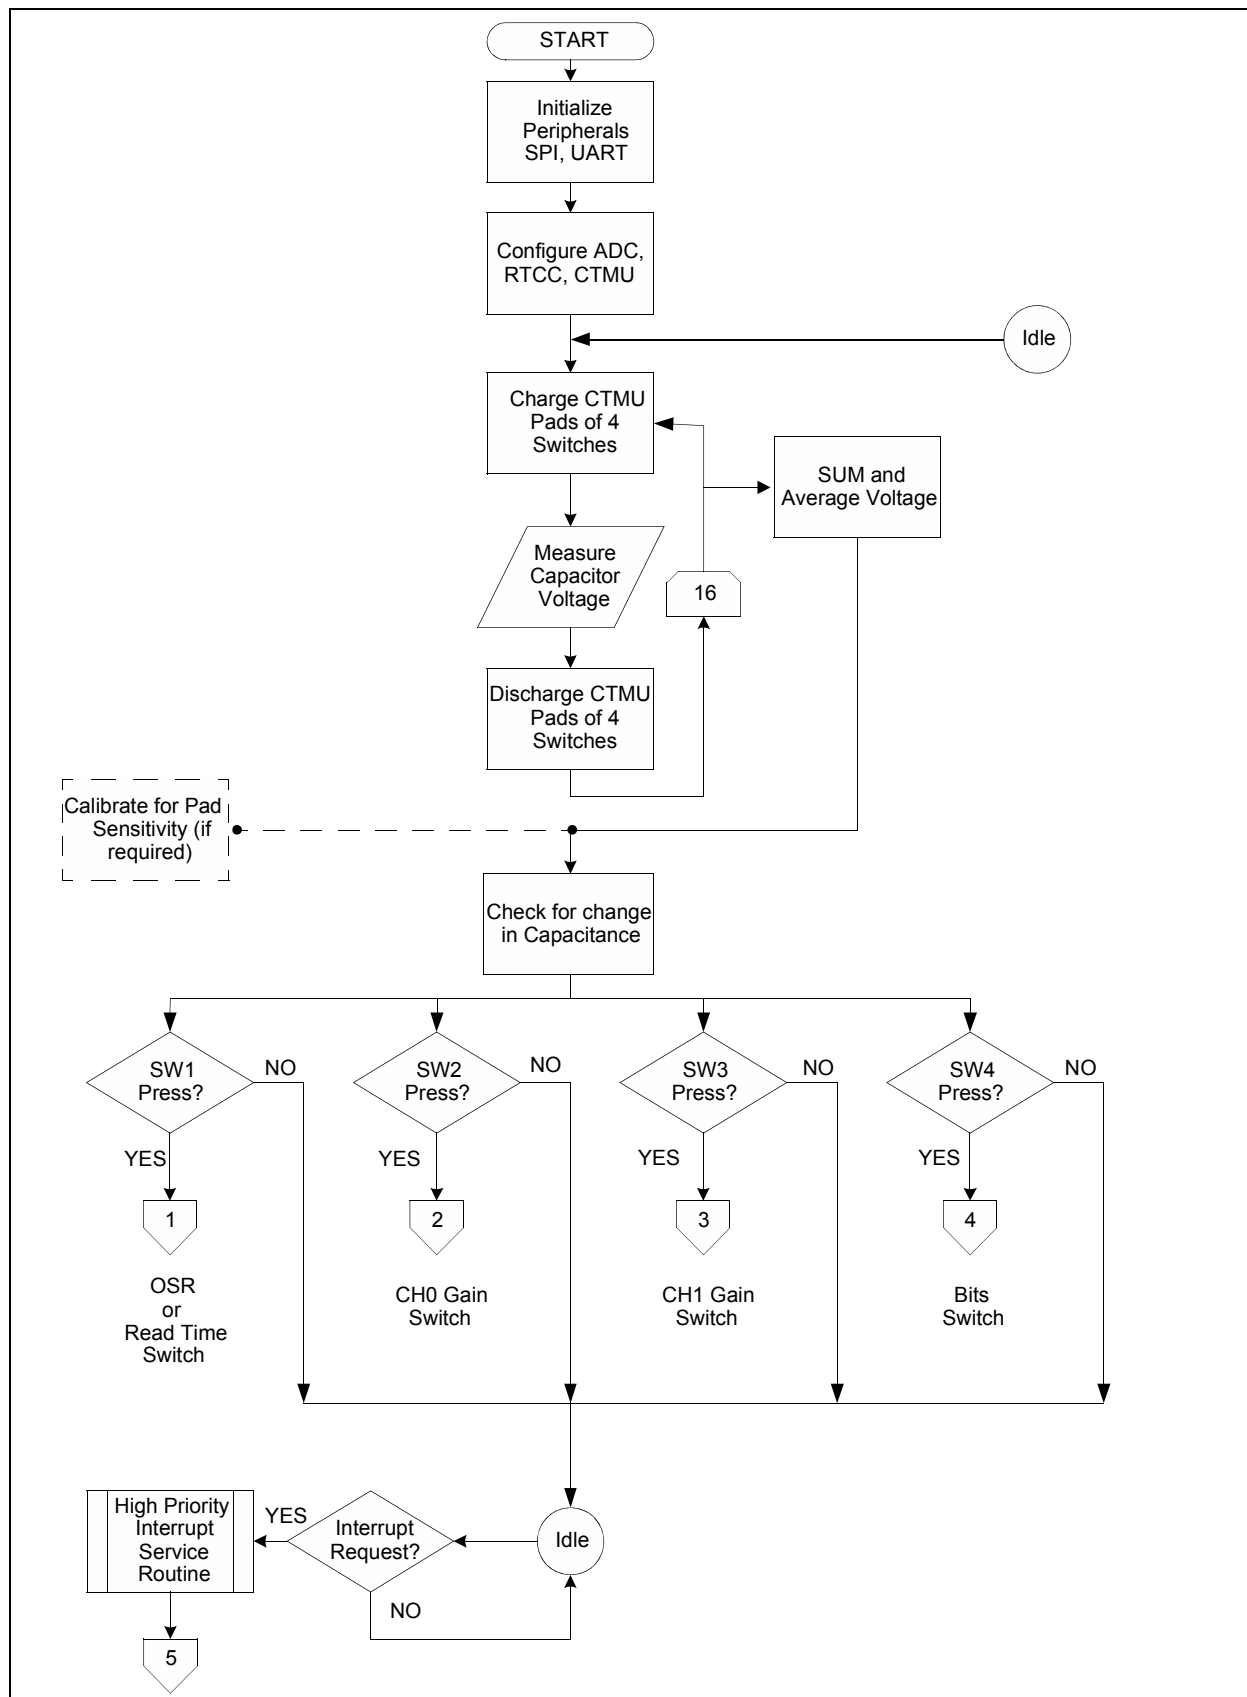 START
Initialize
Peripherals
SPI, UART
Configure ADC,
RTCC, CTMU
Idle
Charge CTMU
Pads of 4
Switches
SUM and
Average Voltage
Measure
Capacitor
Voltage
16
Discharge CTMU
Pads of 4
Switches
Calibrate for Pad
Sensitivity (if
required)
Check for change
in Capacitance
SW1
Press?
NO
YES
1
OSR
or
Read Time
Switch
SW2
Press?
NO
YES
2
CH0 Gain
Switch
SW3
Press?
NO
YES
3
CH1 Gain
Switch
SW4
Press?
NO
YES
4
Bits
Switch
High Priority
Interrupt
Service
Routine
YES
Interrupt
Request?
Idle
NO
5